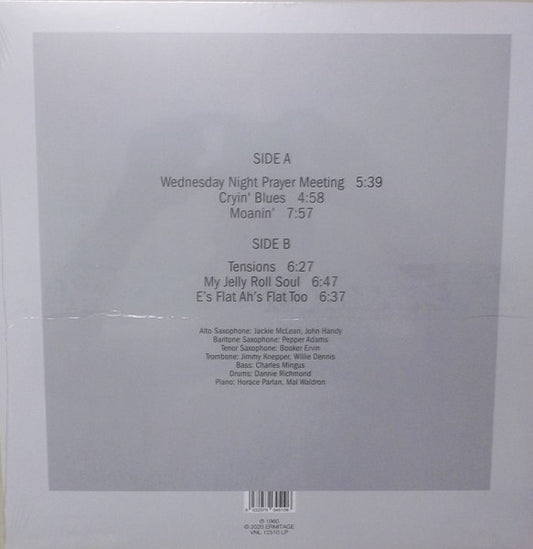 SIDE A
Wednesday Night Prayer Meeting 5:39
Cryin' Blues 4:58
Moanin' 7:57
SIDE B
Tensions 6:27
My Jelly Roll Soul 6:47
E's Flat Ah's Flat Too 6:37
Alto Saxophone: Jackie McLean, John Handy
Baritone Saxophone: Pepper Adams
Tenor Saxophone: Booker Ervin
Trombone: Jimmy Knepper, Willie Dennis
Bass: Charles Mingus
Drums: Dannie Richmond
Piano: Horace Parlan, Mal Waldron
℗ 1960
© 2020 ERMITAGE
VNL 12510 LP